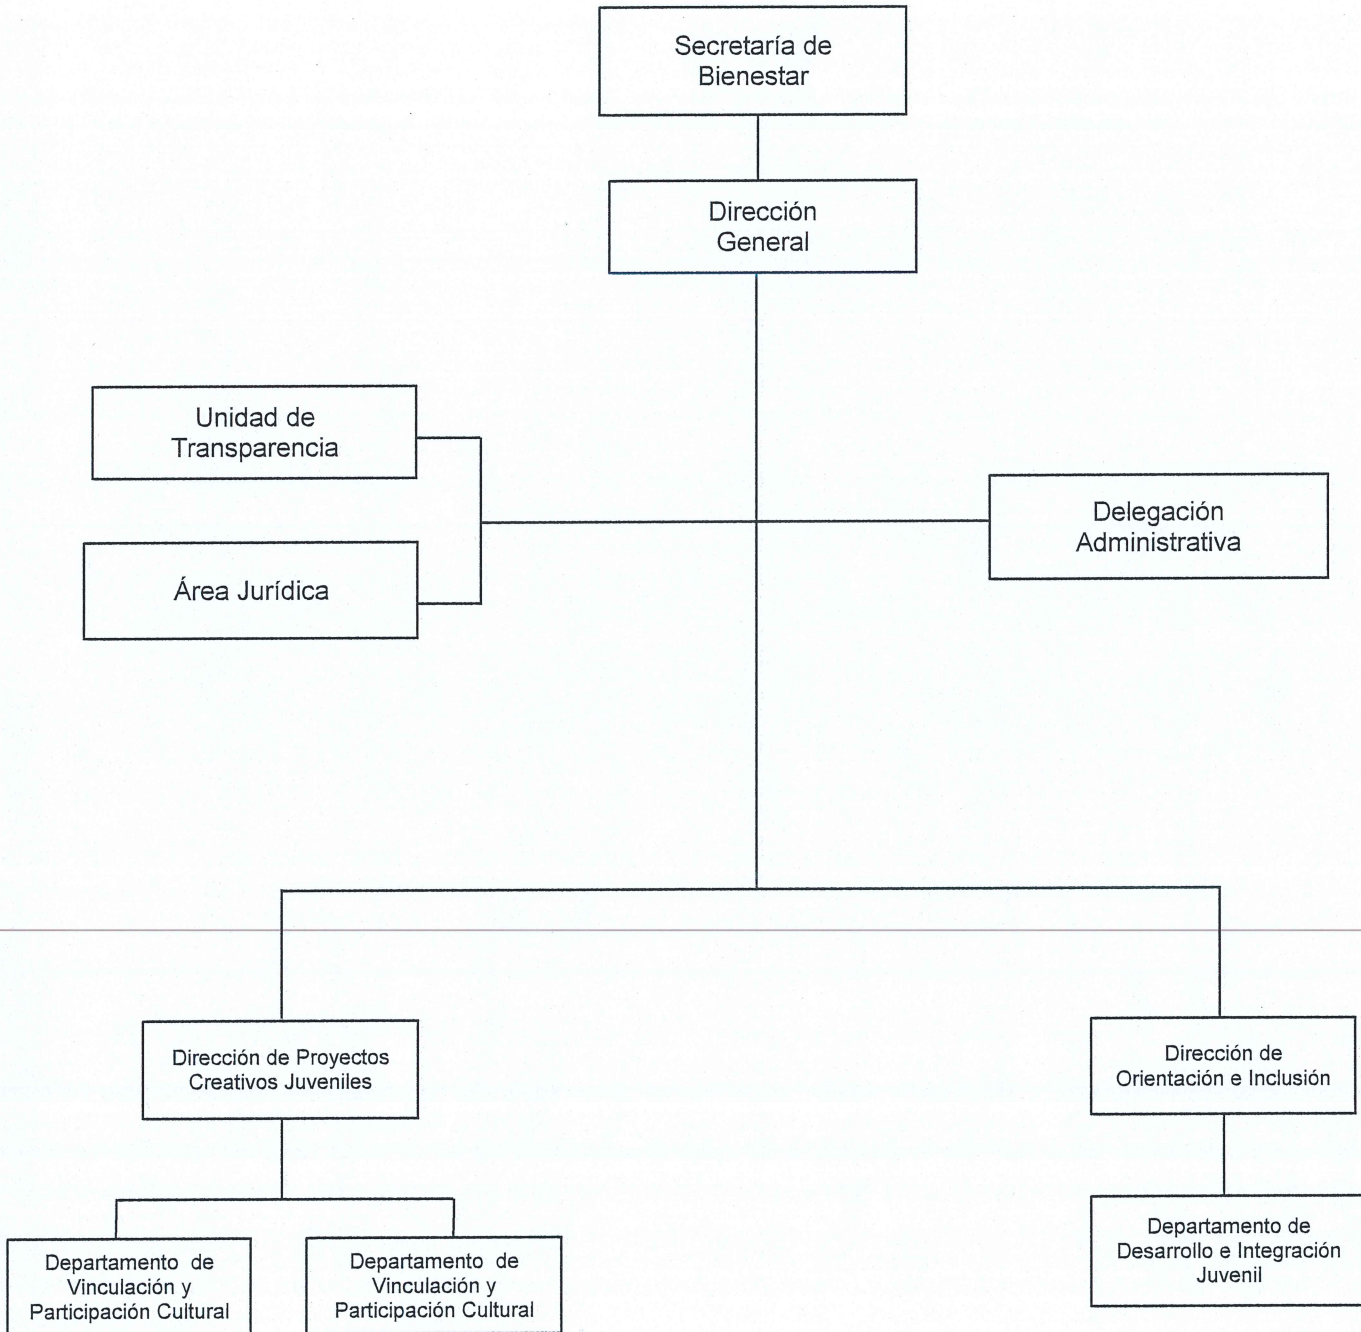 Secretaría de
Bienestar
Dirección
General
Unidad de
Transparencia
Delegación
Administrativa
Área Jurídica
Dirección de Proyectos
Creativos Juveniles
Dirección de
Orientación e Inclusión
Departamento de
Vinculación y
Participación Cultural
Departamento de
Vinculación y
Participación Cultural
Departamento de
Desarrollo e Integración
Juvenil